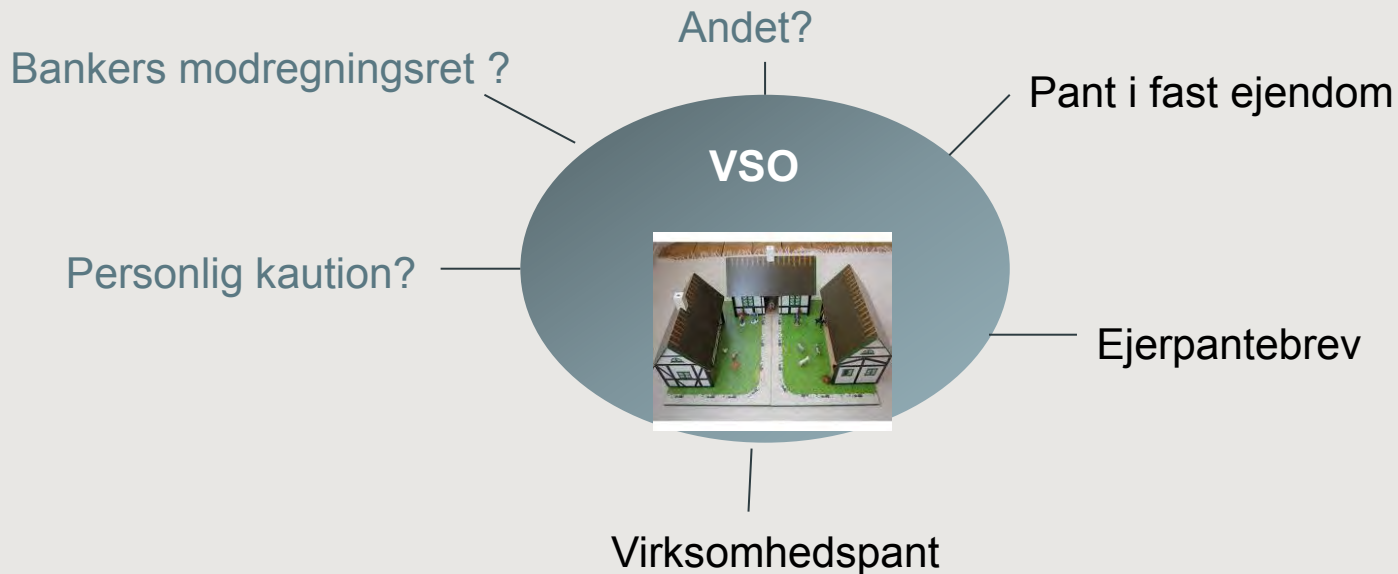 Andet?
Bankers modregningsret ?
Pant i fast ejendom
VSO
Personlig kaution?
Ejerpantebrev
Virksomhedspant